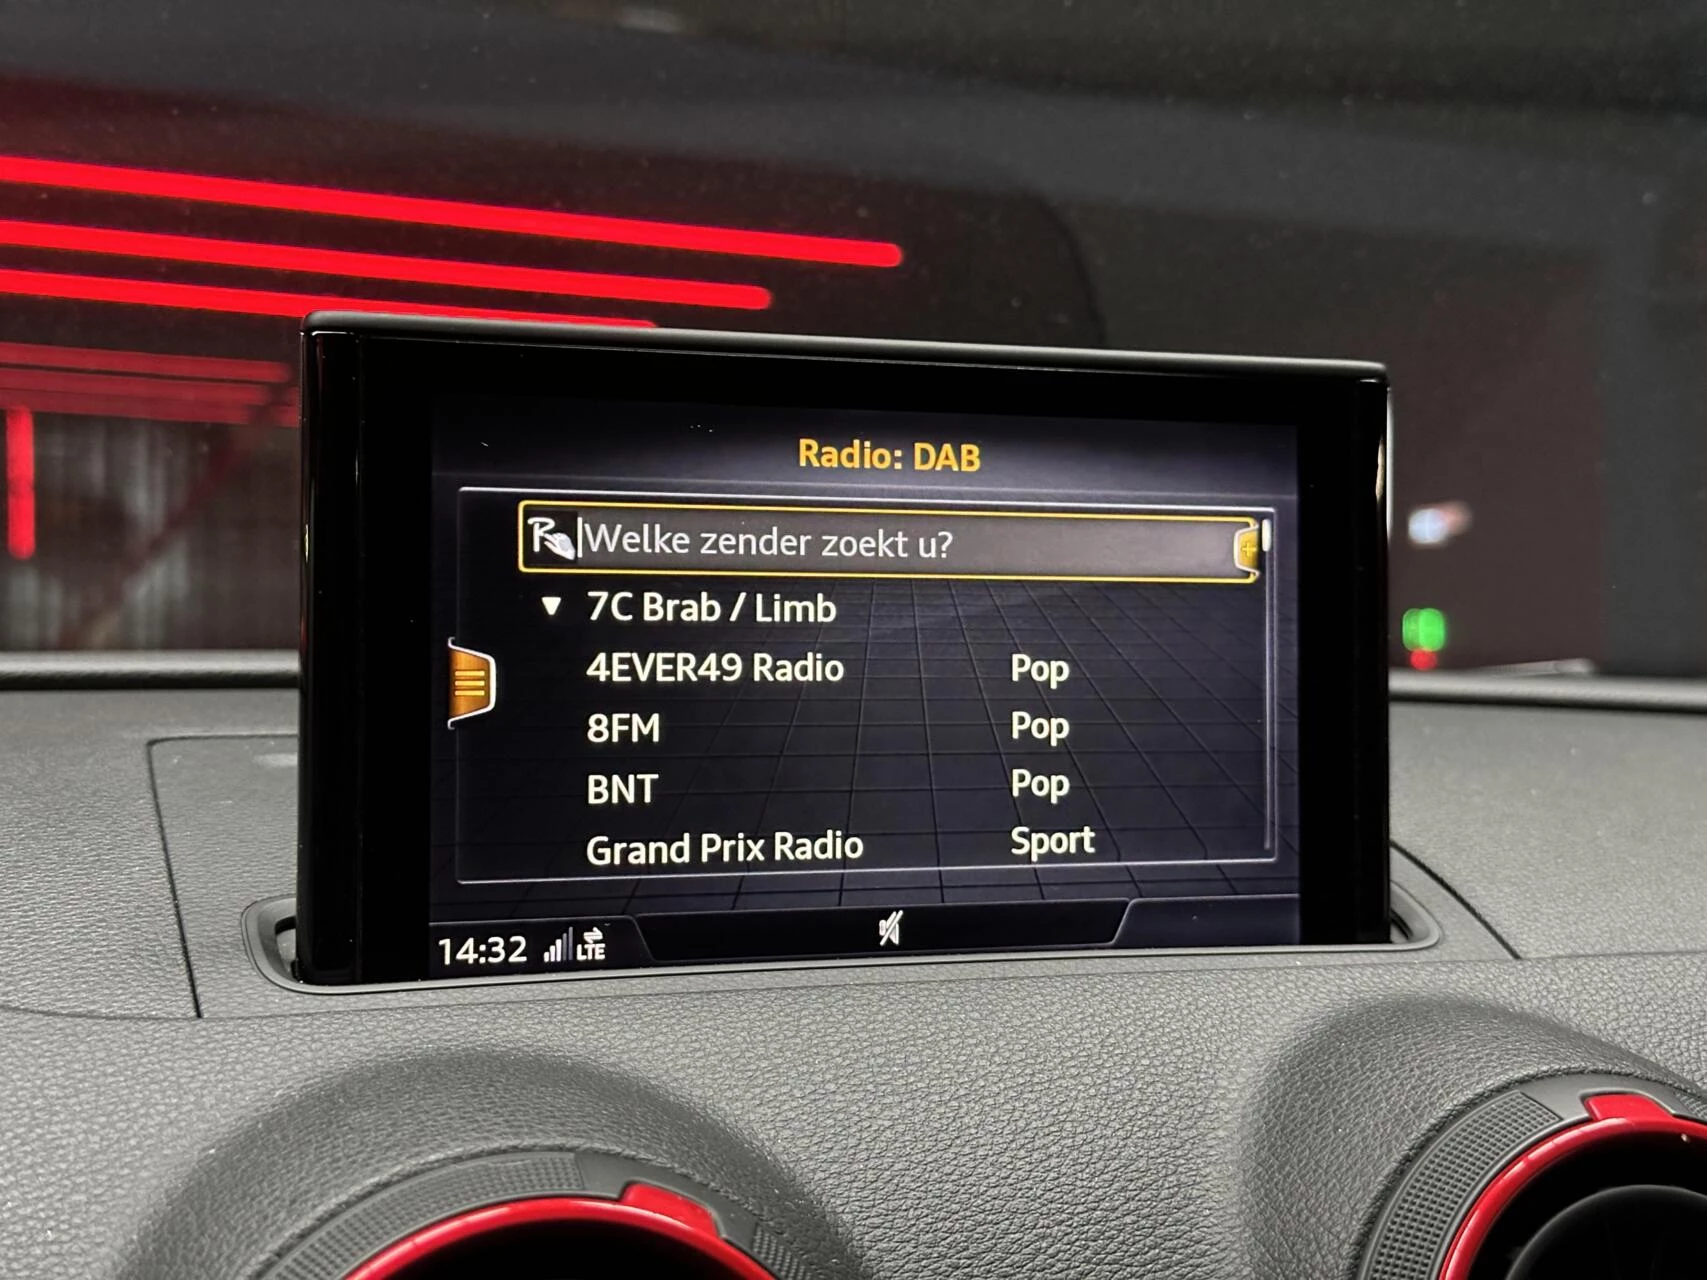 Radio: DAB
Welke zender zoekt u?
7C Brab / Limb
4EVER49 Radio Pop
8FM Pop
BNT Pop
Grand Prix Radio Sport
14:32 LTE